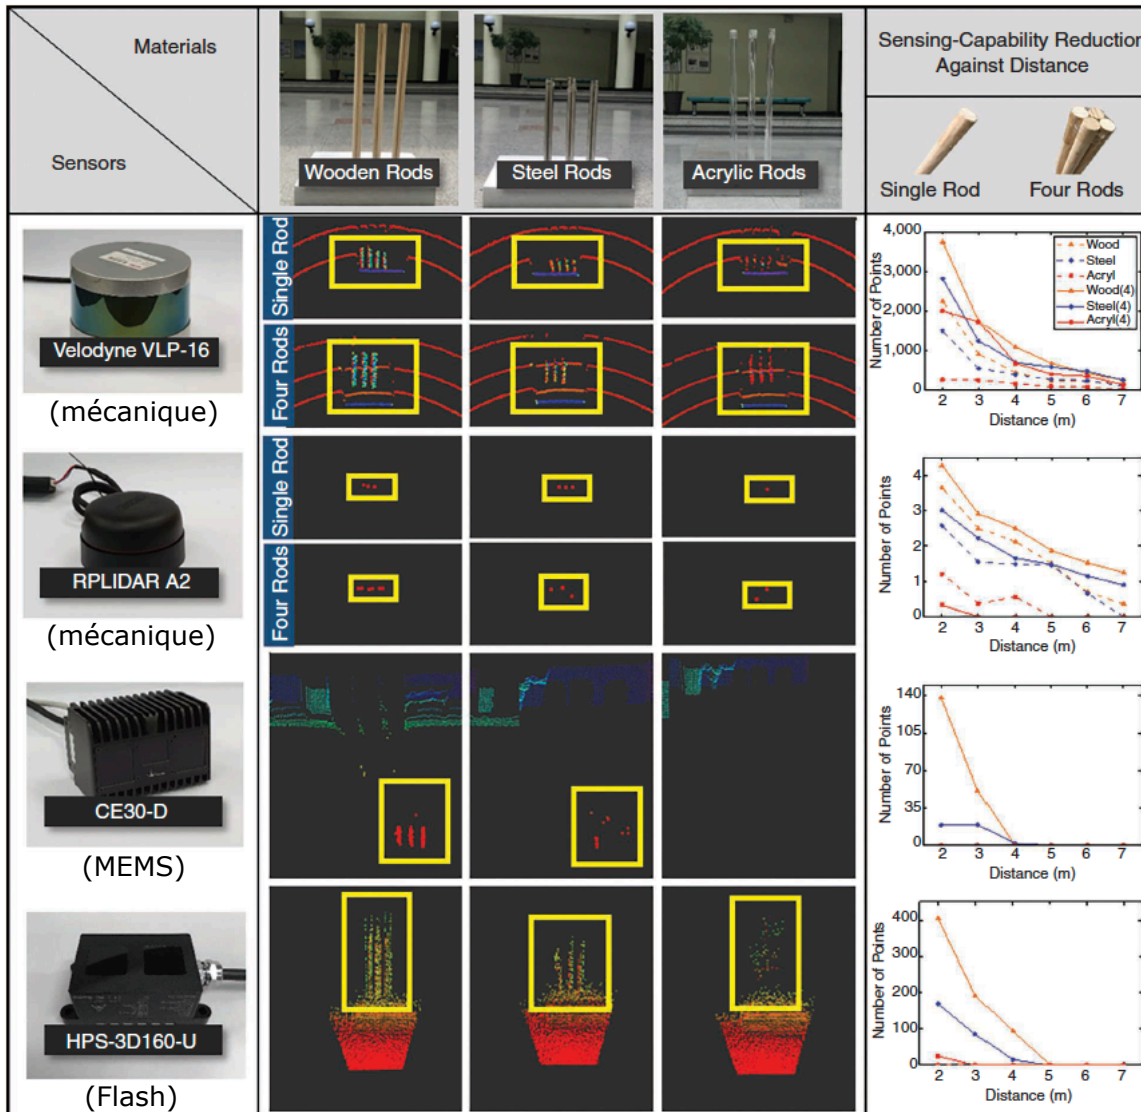 Materials
Sensors
Wooden Rods
Steel Rods
Acrylic Rods
Sensing-Capability Reduction
Against Distance
Single Rod
Four Rods
Velodyne VLP-16
(mécanique)
Single Rod
Four Rods
Number of Points
4,000
3,000
2,000
1,000
0
Wood
Steel
Acryl
Wood(4)
Steel(4)
Acryl(4)
2 3 4 5 6 7
Distance (m)
RPLIDAR A2
(mécanique)
Single Rod
Four Rods
Number of Points
4
3
2
1
0
2 3 4 5 6 7
Distance (m)
CE30-D
(MEMS)
Number of Points
140
105
70
35
0
2 3 4 5 6 7
Distance (m)
HPS-3D160-U
(Flash)
Number of Points
400
300
200
100
0
2 3 4 5 6 7
Distance (m)